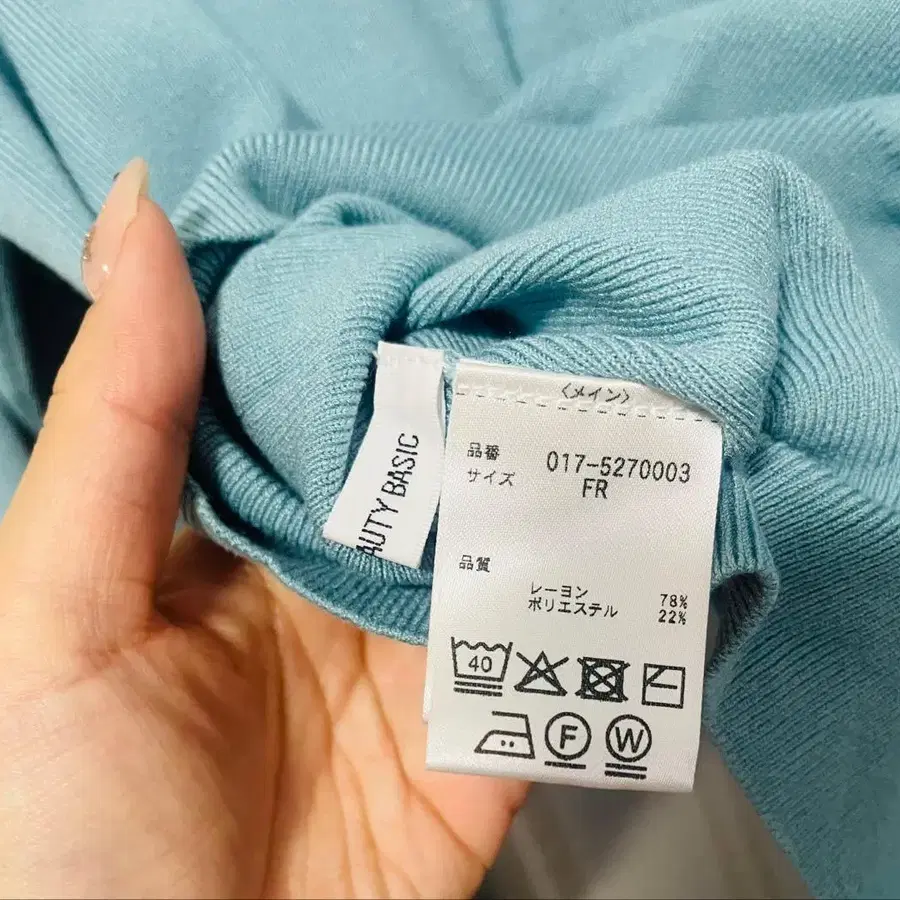 AUTY BASIC
〈メイン〉
品番 017-5270003
サイズ FR
品質
レーヨン 78%
ポリエステル 22%
40
F W